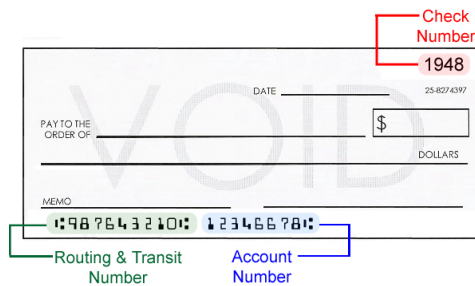 Check
Number
1948
DATE
25-8274397
VOID
PAY TO THE
ORDER OF
$
DOLLARS
MEMO
⑆9876543210⑆ 12346678⑆
Routing & Transit
Number
Account
Number